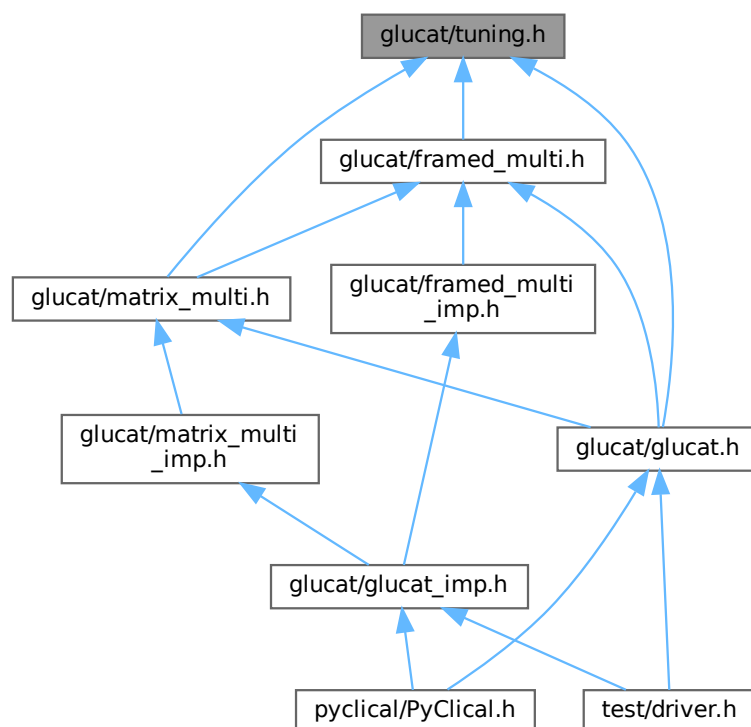 glucat/tuning.h
glucat/framed_multi.h
glucat/matrix_multi.h
glucat/framed_multi
_imp.h
glucat/matrix_multi
_imp.h
glucat/glucat.h
glucat/glucat_imp.h
pyclical/PyClical.h
test/driver.h